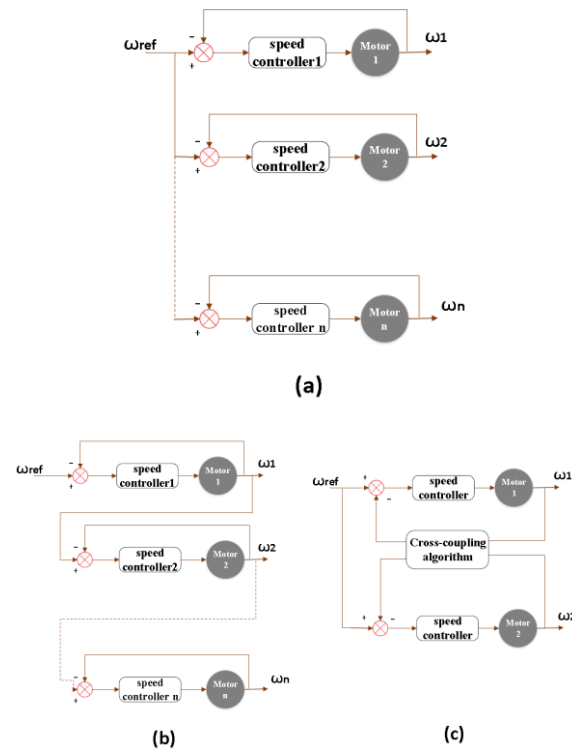 ωref
-
+
speed
controller1
Motor
1
ω1
-
+
speed
controller2
Motor
2
ω2
-
+
speed
controller n
Motor
n
ωn
(a)
ωref
-
+
speed
controller1
Motor
1
ω1
-
+
speed
controller2
Motor
2
ω2
-
+
speed
controller n
Motor
n
ωn
(b)
ωref
+
-
speed
controller
Motor
1
ω1
Cross-coupling
algorithm
+
-
speed
controller
Motor
2
ω2
(c)